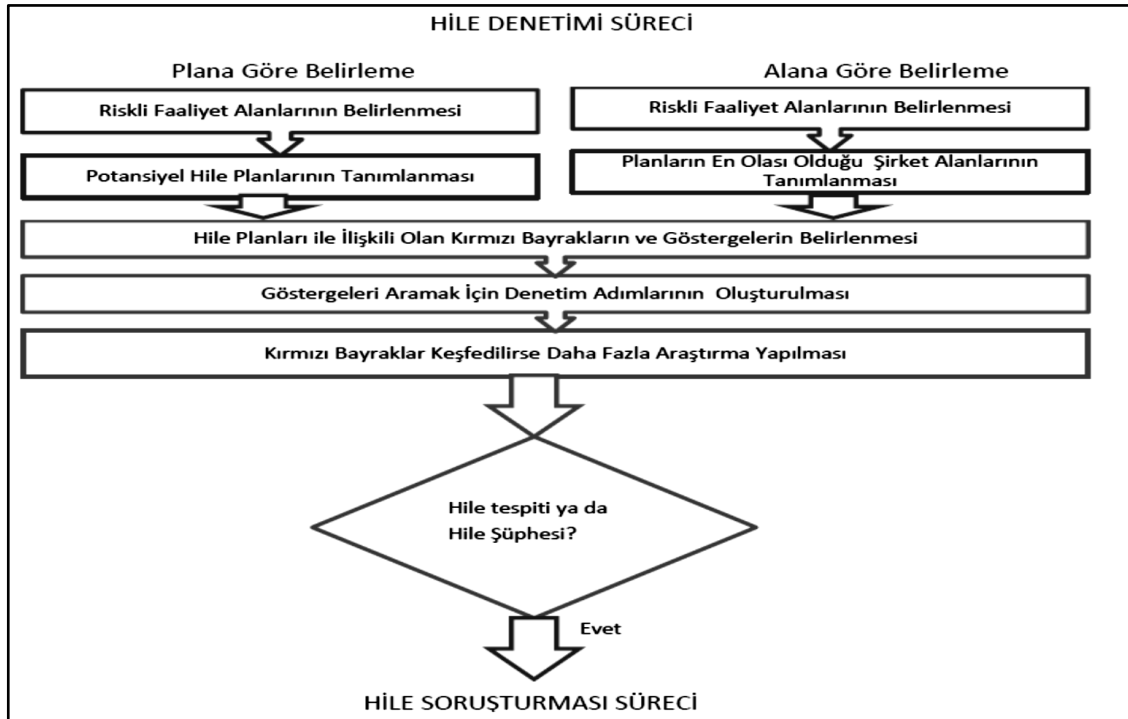 HİLE DENETİMİ SÜRECİ
Plana Göre Belirleme
Alana Göre Belirleme
Riskli Faaliyet Alanlarının Belirlenmesi
Riskli Faaliyet Alanlarının Belirlenmesi
Potansiyel Hile Planlarının Tanımlanması
Planların En Olası Olduğu Şirket Alanlarının
Tanımlanması
Hile Planları ile İlişkili Olan Kırmızı Bayrakların ve Göstergelerin Belirlenmesi
Göstergeleri Aramak İçin Denetim Adımlarının Oluşturulması
Kırmızı Bayraklar Keşfedilirse Daha Fazla Araştırma Yapılması
Hile tespiti ya da
Hile Şüphesi?
Evet
HİLE SORUŞTURMASI SÜRECİ